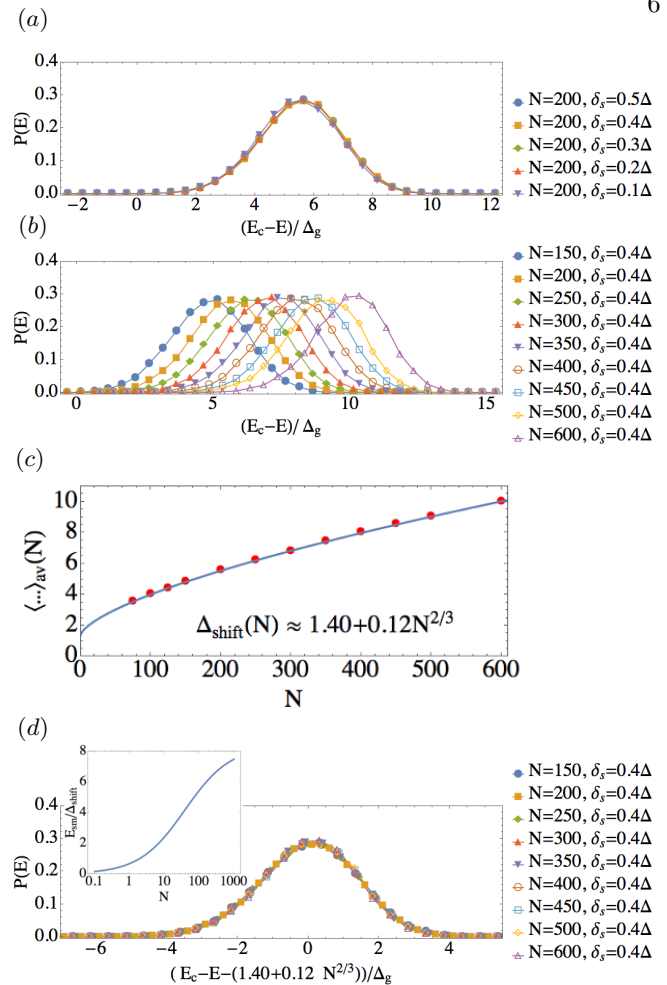 6
(a)
P(E)
0.4
0.3
0.2
0.1
0.0
−2 0 2 4 6 8 10 12
(E_c−E)/Δ_g
N=200, δ_s=0.5Δ
N=200, δ_s=0.4Δ
N=200, δ_s=0.3Δ
N=200, δ_s=0.2Δ
N=200, δ_s=0.1Δ
(b)
P(E)
0.4
0.3
0.2
0.1
0.0
0 5 10 15
(E_c−E)/Δ_g
N=150, δ_s=0.4Δ
N=200, δ_s=0.4Δ
N=250, δ_s=0.4Δ
N=300, δ_s=0.4Δ
N=350, δ_s=0.4Δ
N=400, δ_s=0.4Δ
N=450, δ_s=0.4Δ
N=500, δ_s=0.4Δ
N=600, δ_s=0.4Δ
(c)
⟨...⟩_av(N)
10
8
6
4
2
0
0 100 200 300 400 500 600
Δ_shift(N) ≈ 1.40+0.12N^{2/3}
N
(d)
E_sm/Δ_shift
8
6
4
2
0
0.1 1 10 100 1000
N
P(E)
0.4
0.3
0.2
0.1
0.0
−6 −4 −2 0 2 4
(E_c−E−(1.40+0.12 N^{2/3}))/Δ_g
N=150, δ_s=0.4Δ
N=200, δ_s=0.4Δ
N=250, δ_s=0.4Δ
N=300, δ_s=0.4Δ
N=350, δ_s=0.4Δ
N=400, δ_s=0.4Δ
N=450, δ_s=0.4Δ
N=500, δ_s=0.4Δ
N=600, δ_s=0.4Δ